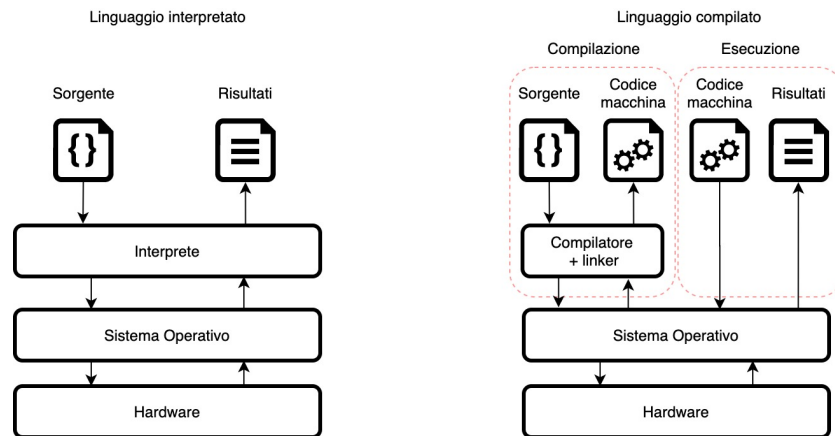 Linguaggio interpretato
Sorgente
Risultati
{}
Interprete
Sistema Operativo
Hardware
Linguaggio compilato
Compilazione
Esecuzione
Sorgente
Codice
macchina
Codice
macchina
Risultati
{}
Compilatore
+ linker
Sistema Operativo
Hardware